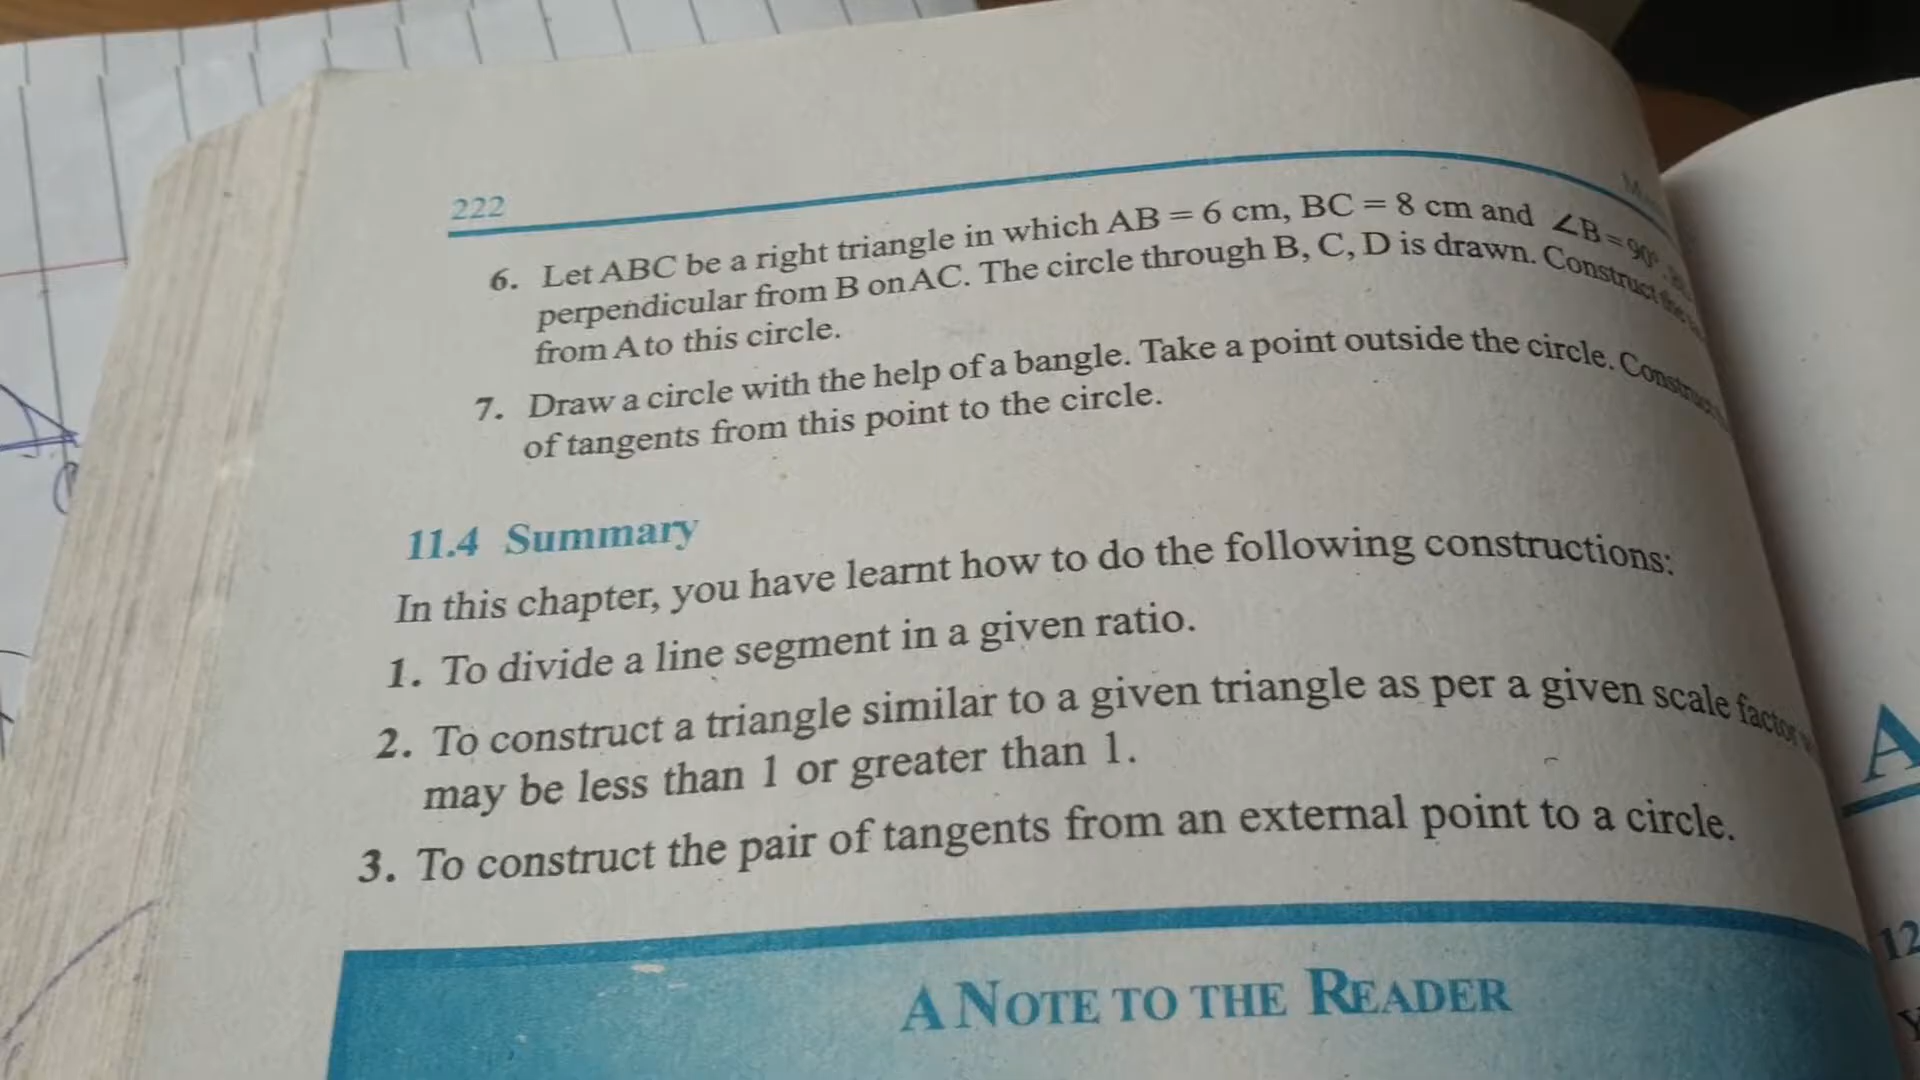 222
6. Let ABC be a right triangle in which AB = 6 cm, BC = 8 cm and ∠B = 90°.
perpendicular from B on AC. The circle through B, C, D is drawn. Construct the
from A to this circle.
7. Draw a circle with the help of a bangle. Take a point outside the circle. Construct
of tangents from this point to the circle.
11.4 Summary
In this chapter, you have learnt how to do the following constructions:
1. To divide a line segment in a given ratio.
2. To construct a triangle similar to a given triangle as per a given scale factor
may be less than 1 or greater than 1.
3. To construct the pair of tangents from an external point to a circle.
A NOTE TO THE READER
A
12